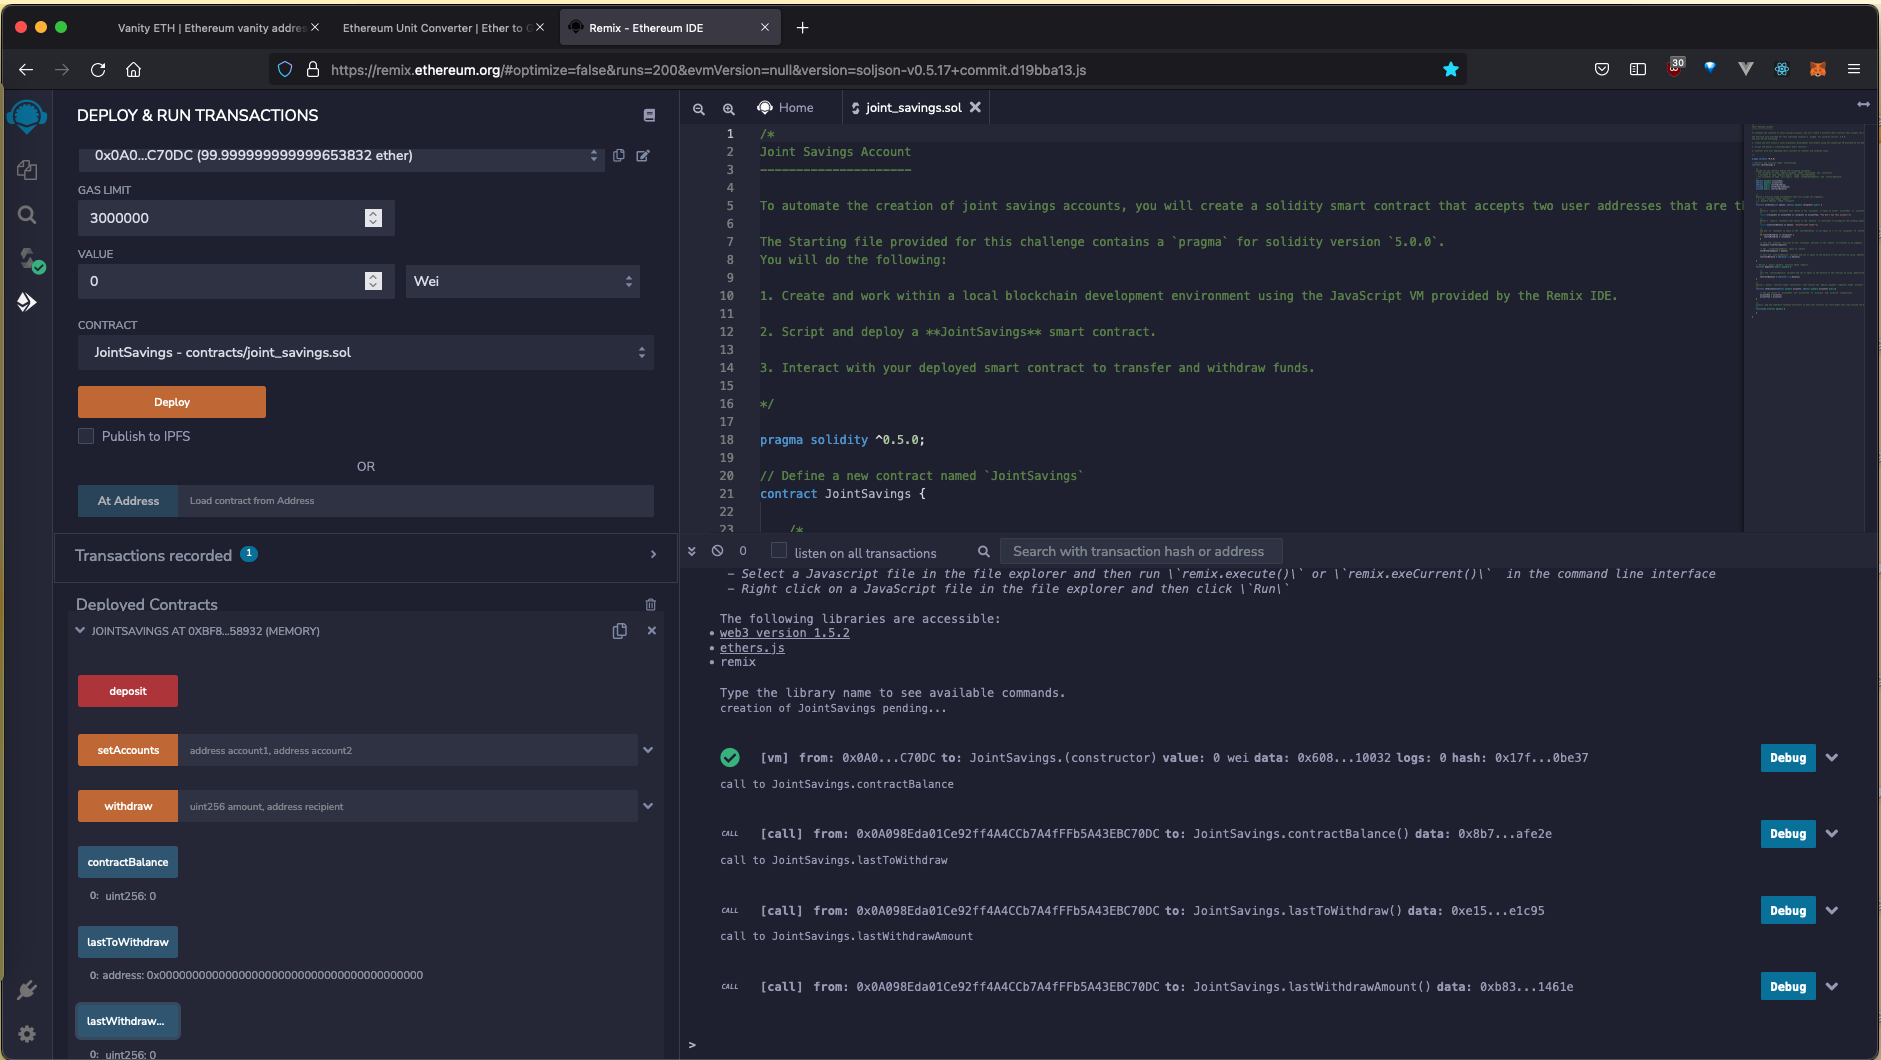 Vanity ETH | Ethereum vanity addres
Ethereum Unit Converter | Ether to G
Remix - Ethereum IDE
https://remix.ethereum.org/#optimize=false&runs=200&evmVersion=null&version=soljson-v0.5.17+commit.d19bba13.js
30
DEPLOY & RUN TRANSACTIONS
0x0A0...C70DC (99.999999999999653832 ether)
GAS LIMIT
3000000
VALUE
0
Wei
CONTRACT
JointSavings - contracts/joint_savings.sol
Deploy
Publish to IPFS
OR
At Address
Load contract from Address
Transactions recorded 1
Deployed Contracts
JOINTSAVINGS AT 0XBF8...58932 (MEMORY)
deposit
setAccounts
address account1, address account2
withdraw
uint256 amount, address recipient
contractBalance
0: uint256: 0
lastToWithdraw
0: address: 0x0000000000000000000000000000000000000000
lastWithdraw...
0: uint256: 0
Home
joint_savings.sol
1 /*
2 Joint Savings Account
3 ---------------------
4
5 To automate the creation of joint savings accounts, you will create a solidity smart contract that accepts two user addresses that are th
6
7 The Starting file provided for this challenge contains a `pragma` for solidity version `5.0.0`.
8 You will do the following:
9
10 1. Create and work within a local blockchain development environment using the JavaScript VM provided by the Remix IDE.
11
12 2. Script and deploy a **JointSavings** smart contract.
13
14 3. Interact with your deployed smart contract to transfer and withdraw funds.
15
16 */
17
18 pragma solidity ^0.5.0;
19
20 // Define a new contract named `JointSavings`
21 contract JointSavings {
22
23 /*
0
listen on all transactions
Search with transaction hash or address
- Select a Javascript file in the file explorer and then run \`remix.execute()\` or \`remix.exeCurrent()\` in the command line interface
- Right click on a JavaScript file in the file explorer and then click \`Run\`
The following libraries are accessible:
• web3 version 1.5.2
• ethers.js
• remix
Type the library name to see available commands.
creation of JointSavings pending...
[vm] from: 0x0A0...C70DC to: JointSavings.(constructor) value: 0 wei data: 0x608...10032 logs: 0 hash: 0x17f...0be37
Debug
call to JointSavings.contractBalance
CALL [call] from: 0x0A098Eda01Ce92ff4A4CCb7A4fFFb5A43EBC70DC to: JointSavings.contractBalance() data: 0x8b7...afe2e
Debug
call to JointSavings.lastToWithdraw
CALL [call] from: 0x0A098Eda01Ce92ff4A4CCb7A4fFFb5A43EBC70DC to: JointSavings.lastToWithdraw() data: 0xe15...e1c95
Debug
call to JointSavings.lastWithdrawAmount
CALL [call] from: 0x0A098Eda01Ce92ff4A4CCb7A4fFFb5A43EBC70DC to: JointSavings.lastWithdrawAmount() data: 0xb83...1461e
Debug
>